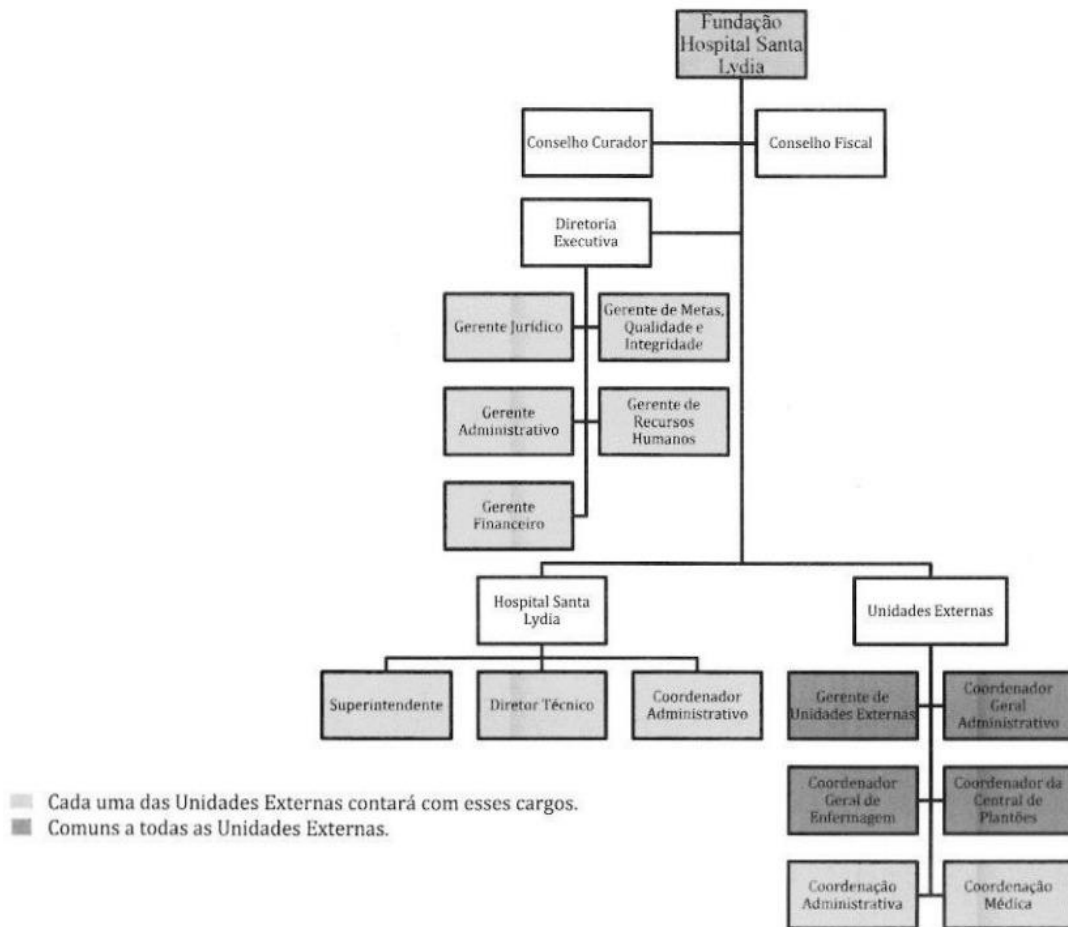 Fundação
Hospital Santa
Lydia
Conselho Curador
Conselho Fiscal
Diretoria
Executiva
Gerente Jurídico
Gerente de Metas,
Qualidade e
Integridade
Gerente
Administrativo
Gerente de
Recursos
Humanos
Gerente
Financeiro
Hospital Santa
Lydia
Unidades Externas
Superintendente
Diretor Técnico
Coordenador
Administrativo
Gerente de
Unidades Externas
Coordenador
Geral
Administrativo
Coordenador
Geral de
Enfermagem
Coordenador da
Central de
Plantões
Coordenação
Administrativa
Coordenação
Médica
Cada uma das Unidades Externas contará com esses cargos.
Comuns a todas as Unidades Externas.